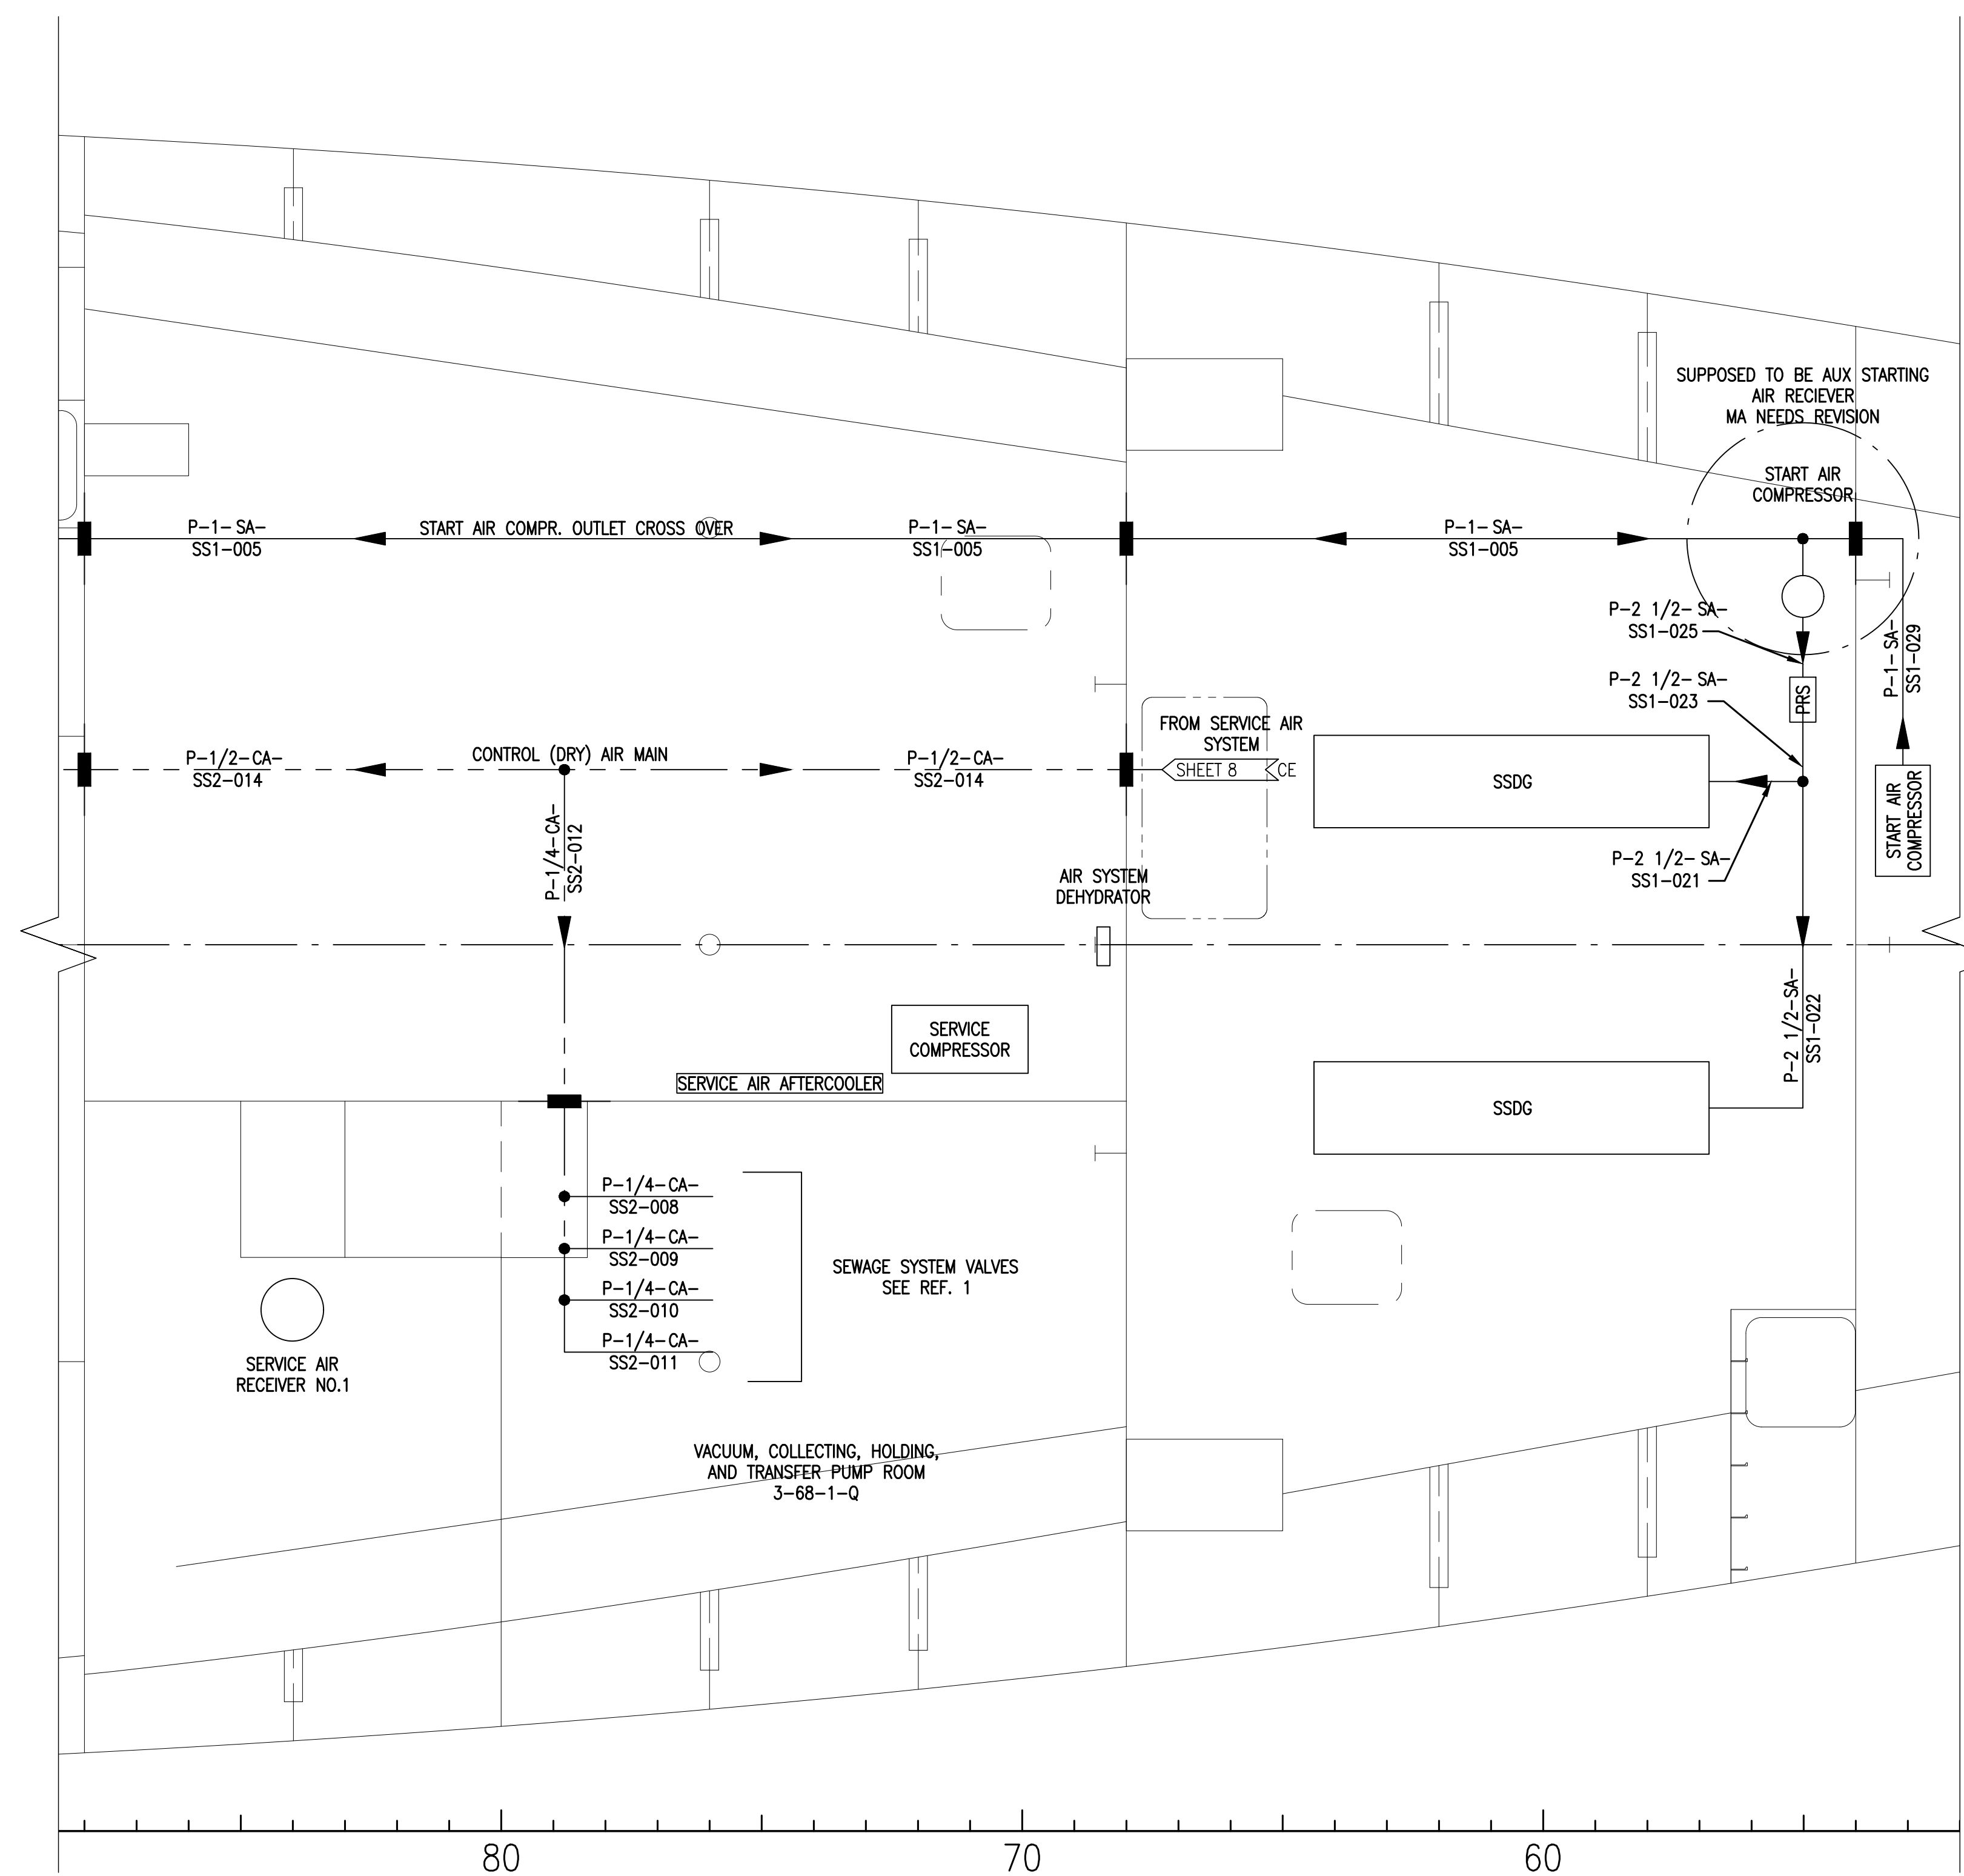 SUPPOSED TO BE AUX STARTING
AIR RECIEVER
MA NEEDS REVISION
START AIR
COMPRESSOR
P-1-SA-
SS1-005
START AIR COMPR. OUTLET CROSS OVER
P-1-SA-
SS1-005
P-1-SA-
SS1-005
P-2 1/2-SA-
SS1-025
P-2 1/2-SA-
SS1-023
PRS
P-1-SA-
SS1-029
P-1/2-CA-
SS2-014
CONTROL (DRY) AIR MAIN
P-1/2-CA-
SS2-014
FROM SERVICE AIR
SYSTEM
SHEET 8
CE
SSDG
START AIR
COMPRESSOR
P-1/4-CA-
SS2-012
P-2 1/2-SA-
SS1-021
AIR SYSTEM
DEHYDRATOR
P-2 1/2-SA-
SS1-022
SERVICE
COMPRESSOR
SERVICE AIR AFTERCOOLER
SSDG
P-1/4-CA-
SS2-008
P-1/4-CA-
SS2-009
P-1/4-CA-
SS2-010
P-1/4-CA-
SS2-011
SEWAGE SYSTEM VALVES
SEE REF. 1
SERVICE AIR
RECEIVER NO.1
VACUUM, COLLECTING, HOLDING,
AND TRANSFER PUMP ROOM
3-68-1-Q
80
70
60